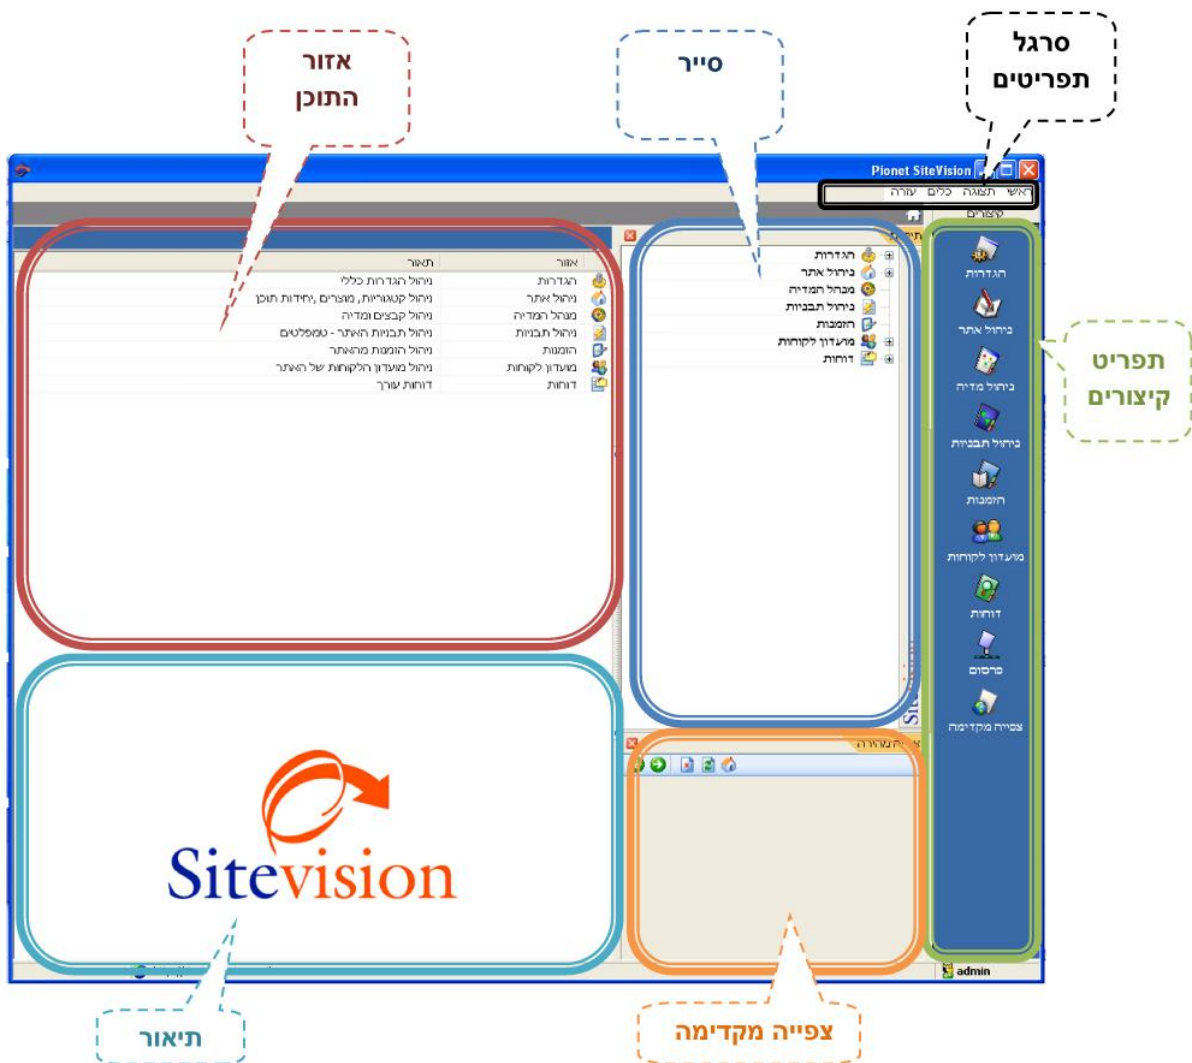 סרגל
תפריטים
סייר
אזור
התוכן
Pionet SiteVision
ראשי תצוגה כלים עזרה
קיצורים
הגדרות
ניהול אתר
ניהול מדיה
ניהול תבניות
הזמנות
מועדון לקוחות
דוחות
פרסום
צפייה מקדימה
תפריט
קיצורים
הגדרות
ניהול אתר
מנהל המדיה
ניהול תבניות
הזמנות
מועדון לקוחות
דוחות
אזור תאור
הגדרות ניהול הגדרות כללי
ניהול אתר ניהול קטגוריות, מוצרים ,יחידות תוכן
מנהל המדיה ניהול קבצים ומדיה
ניהול תבניות ניהול תבניות האתר - טמפלטים
הזמנות ניהול הזמנות מהאתר
מועדון לקוחות ניהול מועדון הלקוחות של האתר
דוחות דוחות עורך
מהירה
Sitevision
admin
צפייה מקדימה
תיאור